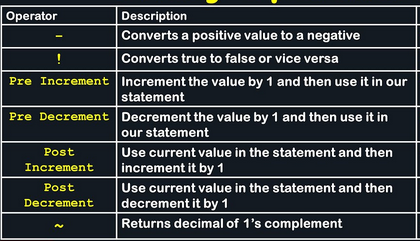 Operator Description
- Converts a positive value to a negative
! Converts true to false or vice versa
Pre Increment Increment the value by 1 and then use it in our
statement
Pre Decrement Decrement the value by 1 and then use it in
our statement
Post Use current value in the statement and then
Increment increment it by 1
Post Use current value in the statement and then
Decrement decrement it by 1
~ Returns decimal of 1's complement